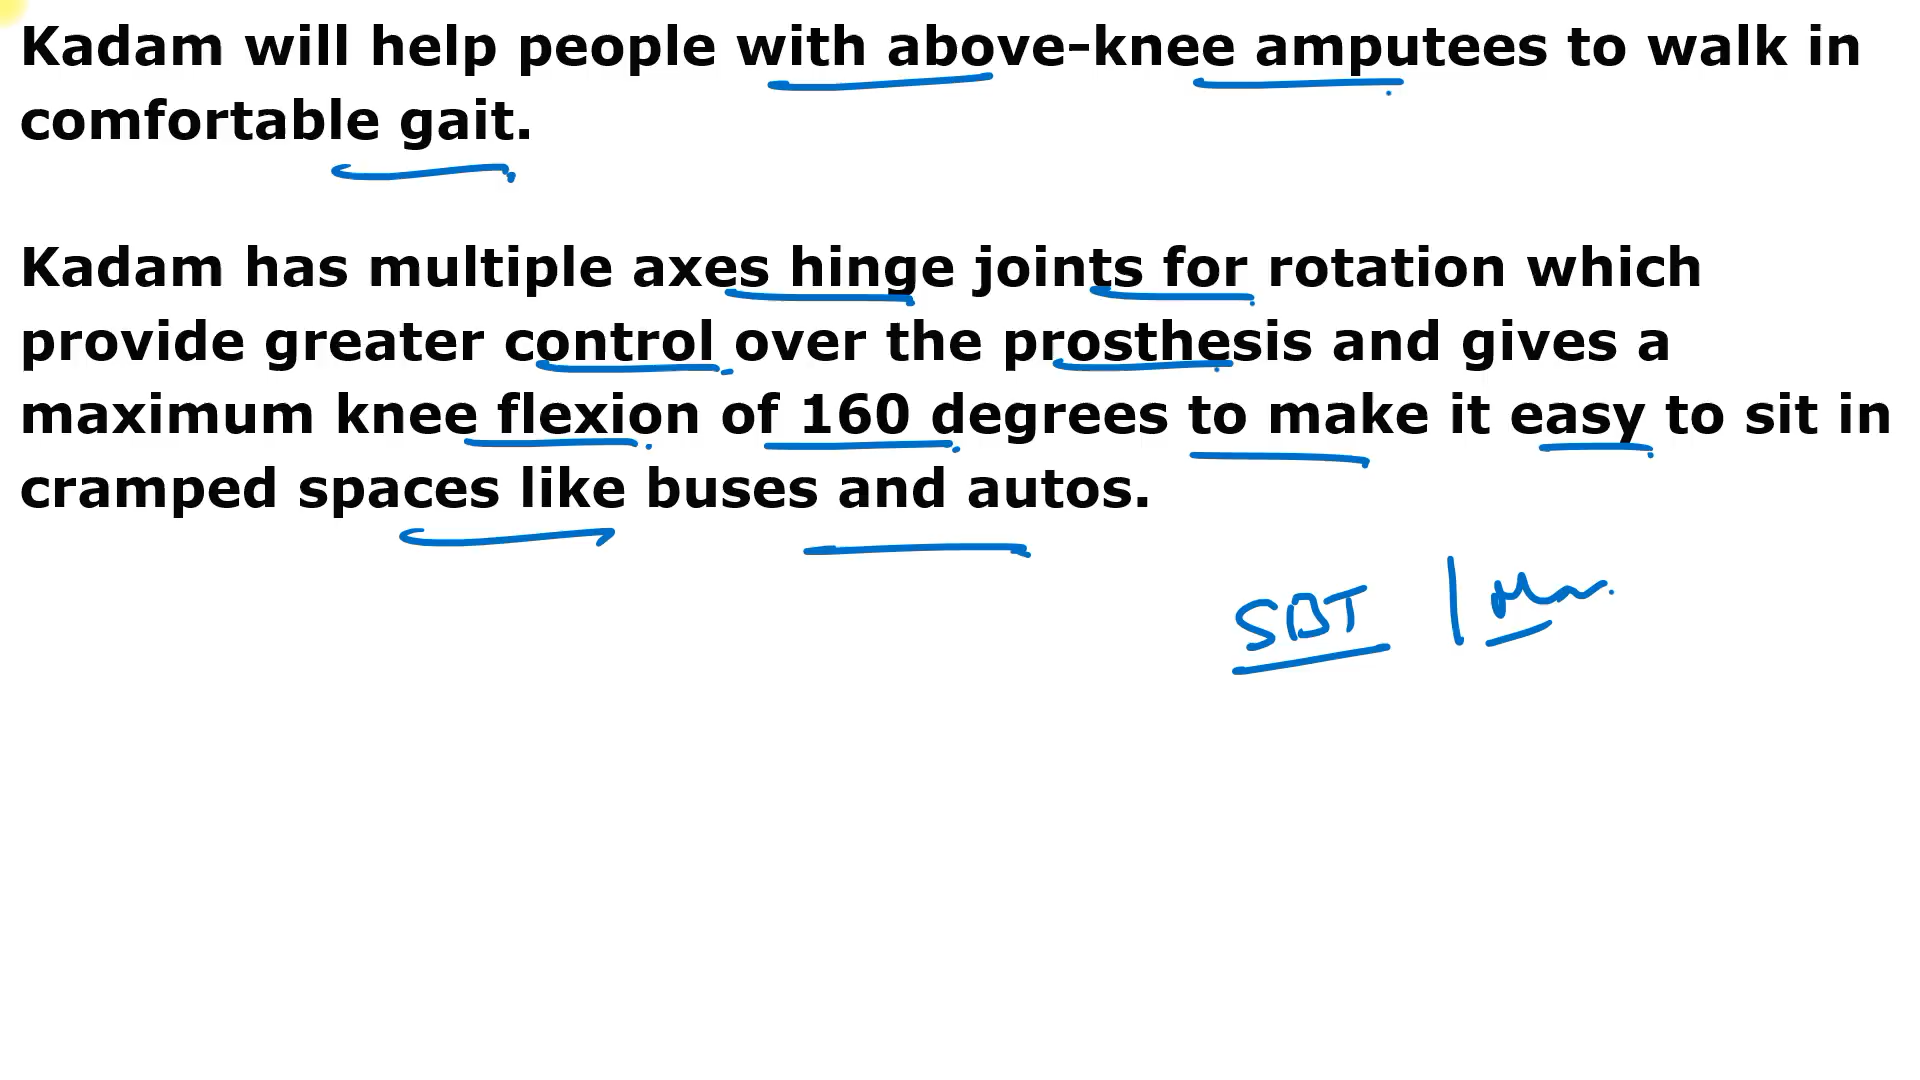 Kadam will help people with above-knee amputees to walk in
comfortable gait.
Kadam has multiple axes hinge joints for rotation which
provide greater control over the prosthesis and gives a
maximum knee flexion of 160 degrees to make it easy to sit in
cramped spaces like buses and autos.
SBT |